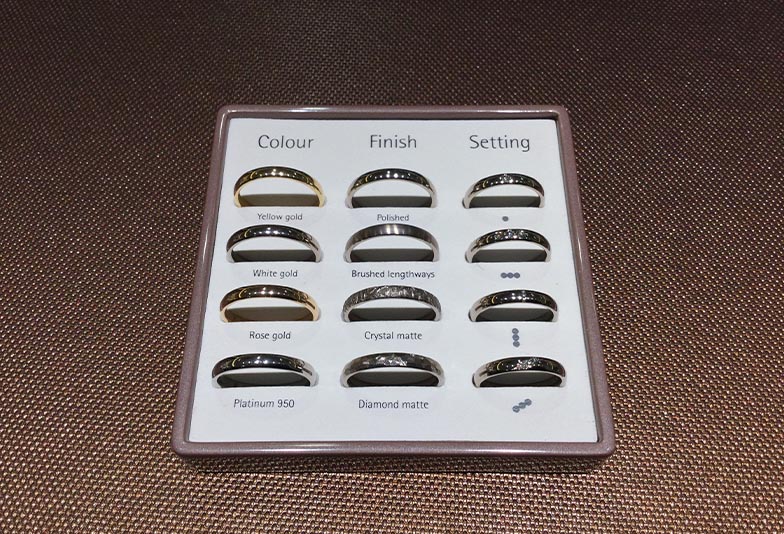 Colour Finish Setting
Yellow gold Polished
White gold Brushed lengthways
Rose gold Crystal matte
Platinum 950 Diamond matte